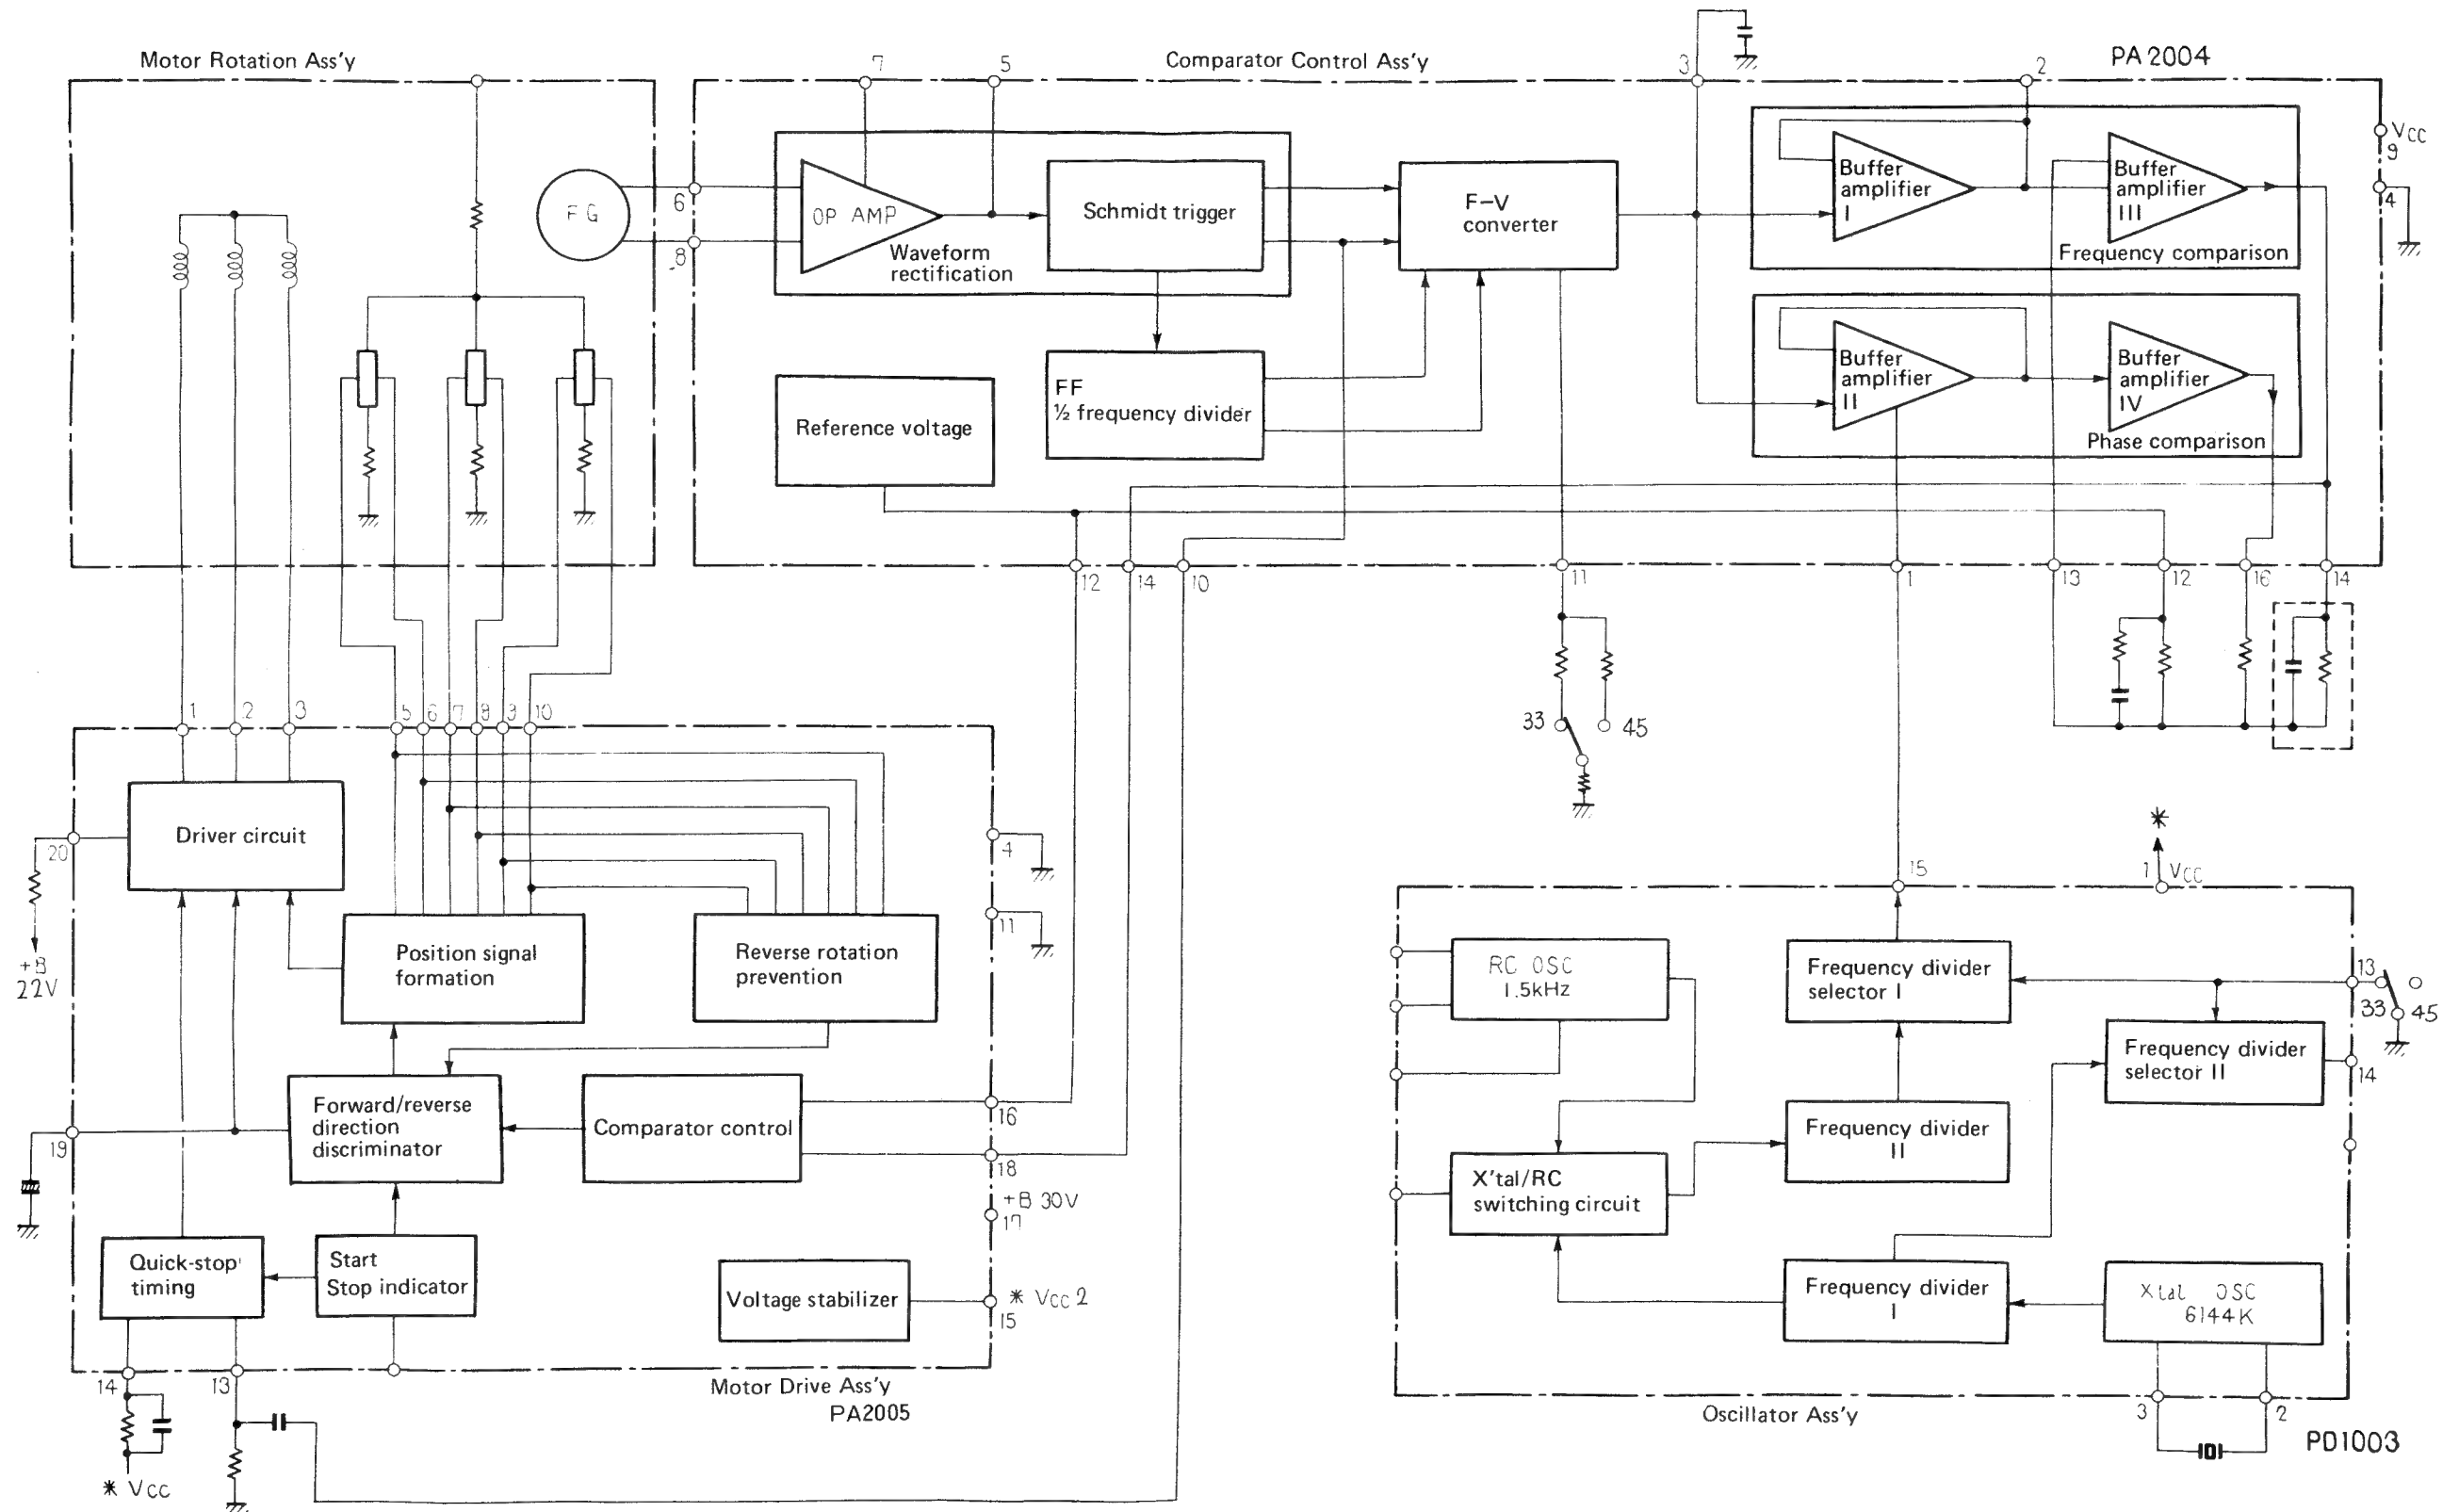 Motor Rotation Ass'y
Comparator Control Ass'y
PA2004
7
5
3
2
VCC
9
4
6
8
FG
OP AMP
Waveform
rectification
Schmidt trigger
F-V
converter
Buffer
amplifier
I
Buffer
amplifier
III
Frequency comparison
Buffer
amplifier
II
Buffer
amplifier
IV
Phase comparison
Reference voltage
FF
½ frequency divider
12
14
10
11
1
13
12
16
14
33
45
1
2
3
5
6
7
8
9
10
Driver circuit
20
+B
22V
4
11
Position signal
formation
Reverse rotation
prevention
Forward/reverse
direction
discriminator
Comparator control
16
18
19
+B 30V
17
Quick-stop
timing
Start
Stop indicator
Voltage stabilizer
* VCC 2
15
14
13
Motor Drive Ass'y
PA2005
* VCC
*
15
1
VCC
RC OSC
1.5kHz
Frequency divider
selector I
13
33
45
Frequency divider
selector II
14
Frequency divider
II
X'tal/RC
switching circuit
Frequency divider
I
Xtal OSC
6144K
Oscillator Ass'y
3
2
PD1003